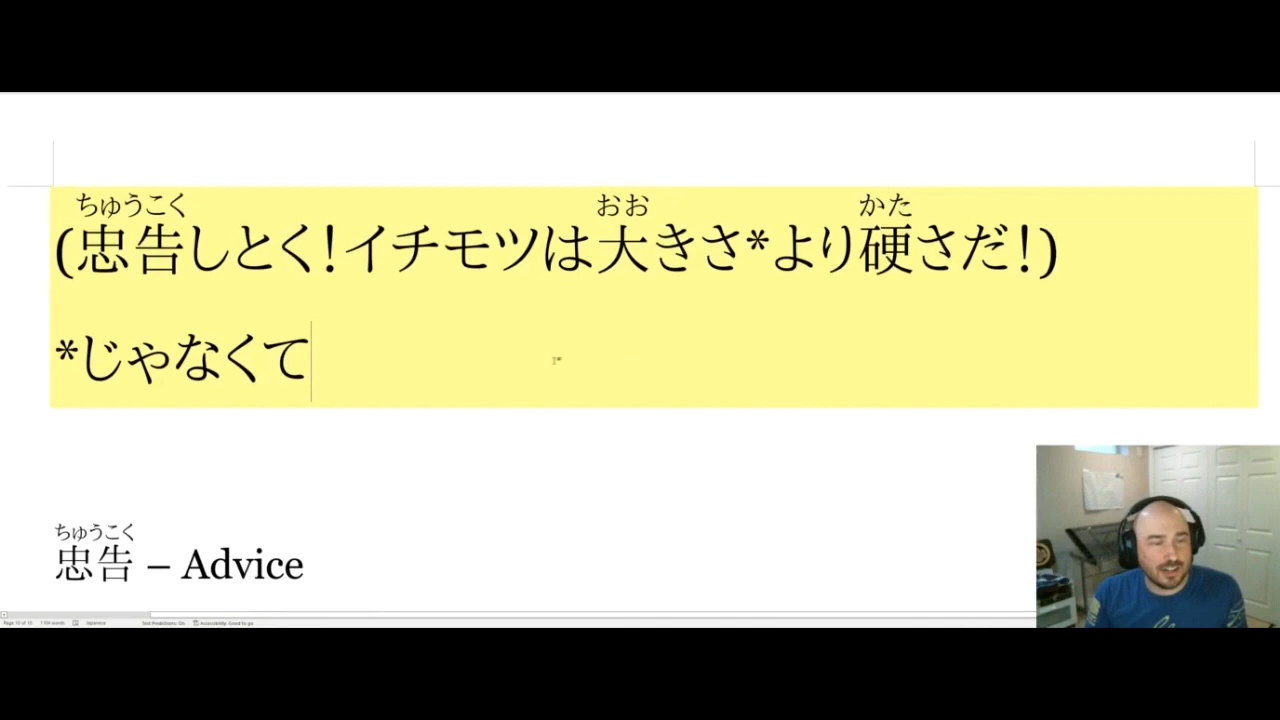 ちゅうこく おお かた
(忠告しとく!イチモツは大きさ*より硬さだ!)
*じゃなくて
ちゅうこく
忠告 – Advice